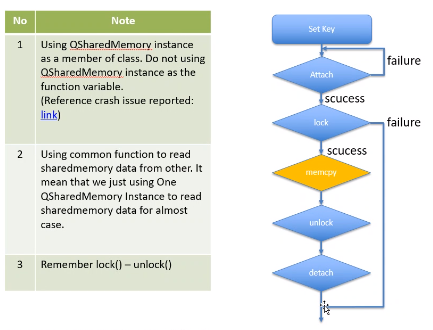 No Note
1 Using QSharedMemory instance
as a member of class. Do not using
QSharedMemory instance as the
function variable.
(Reference crash issue reported:
link)
2 Using common function to read
sharedmemory data from other. It
mean that we just using One
QSharedMemory Instance to read
sharedmemory data for almost
case.
3 Remember lock() – unlock()
Set Key
failure
Attach
scucess
lock
failure
scucess
memcpy
unlock
detach